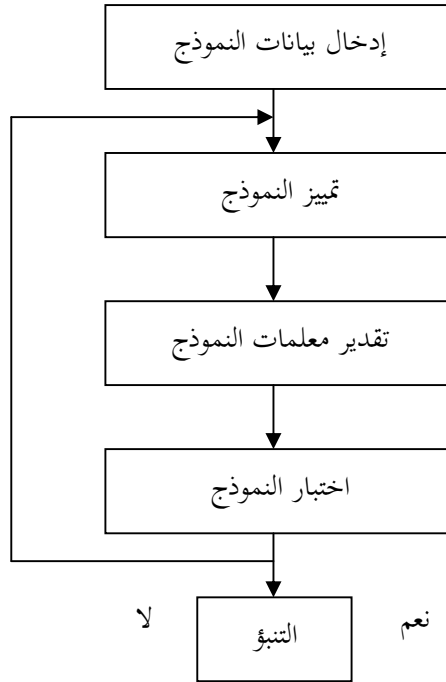 إدخال بيانات النموذج
تمييز النموذج
تقدير معلمات النموذج
اختبار النموذج
نعم
التنبؤ
لا